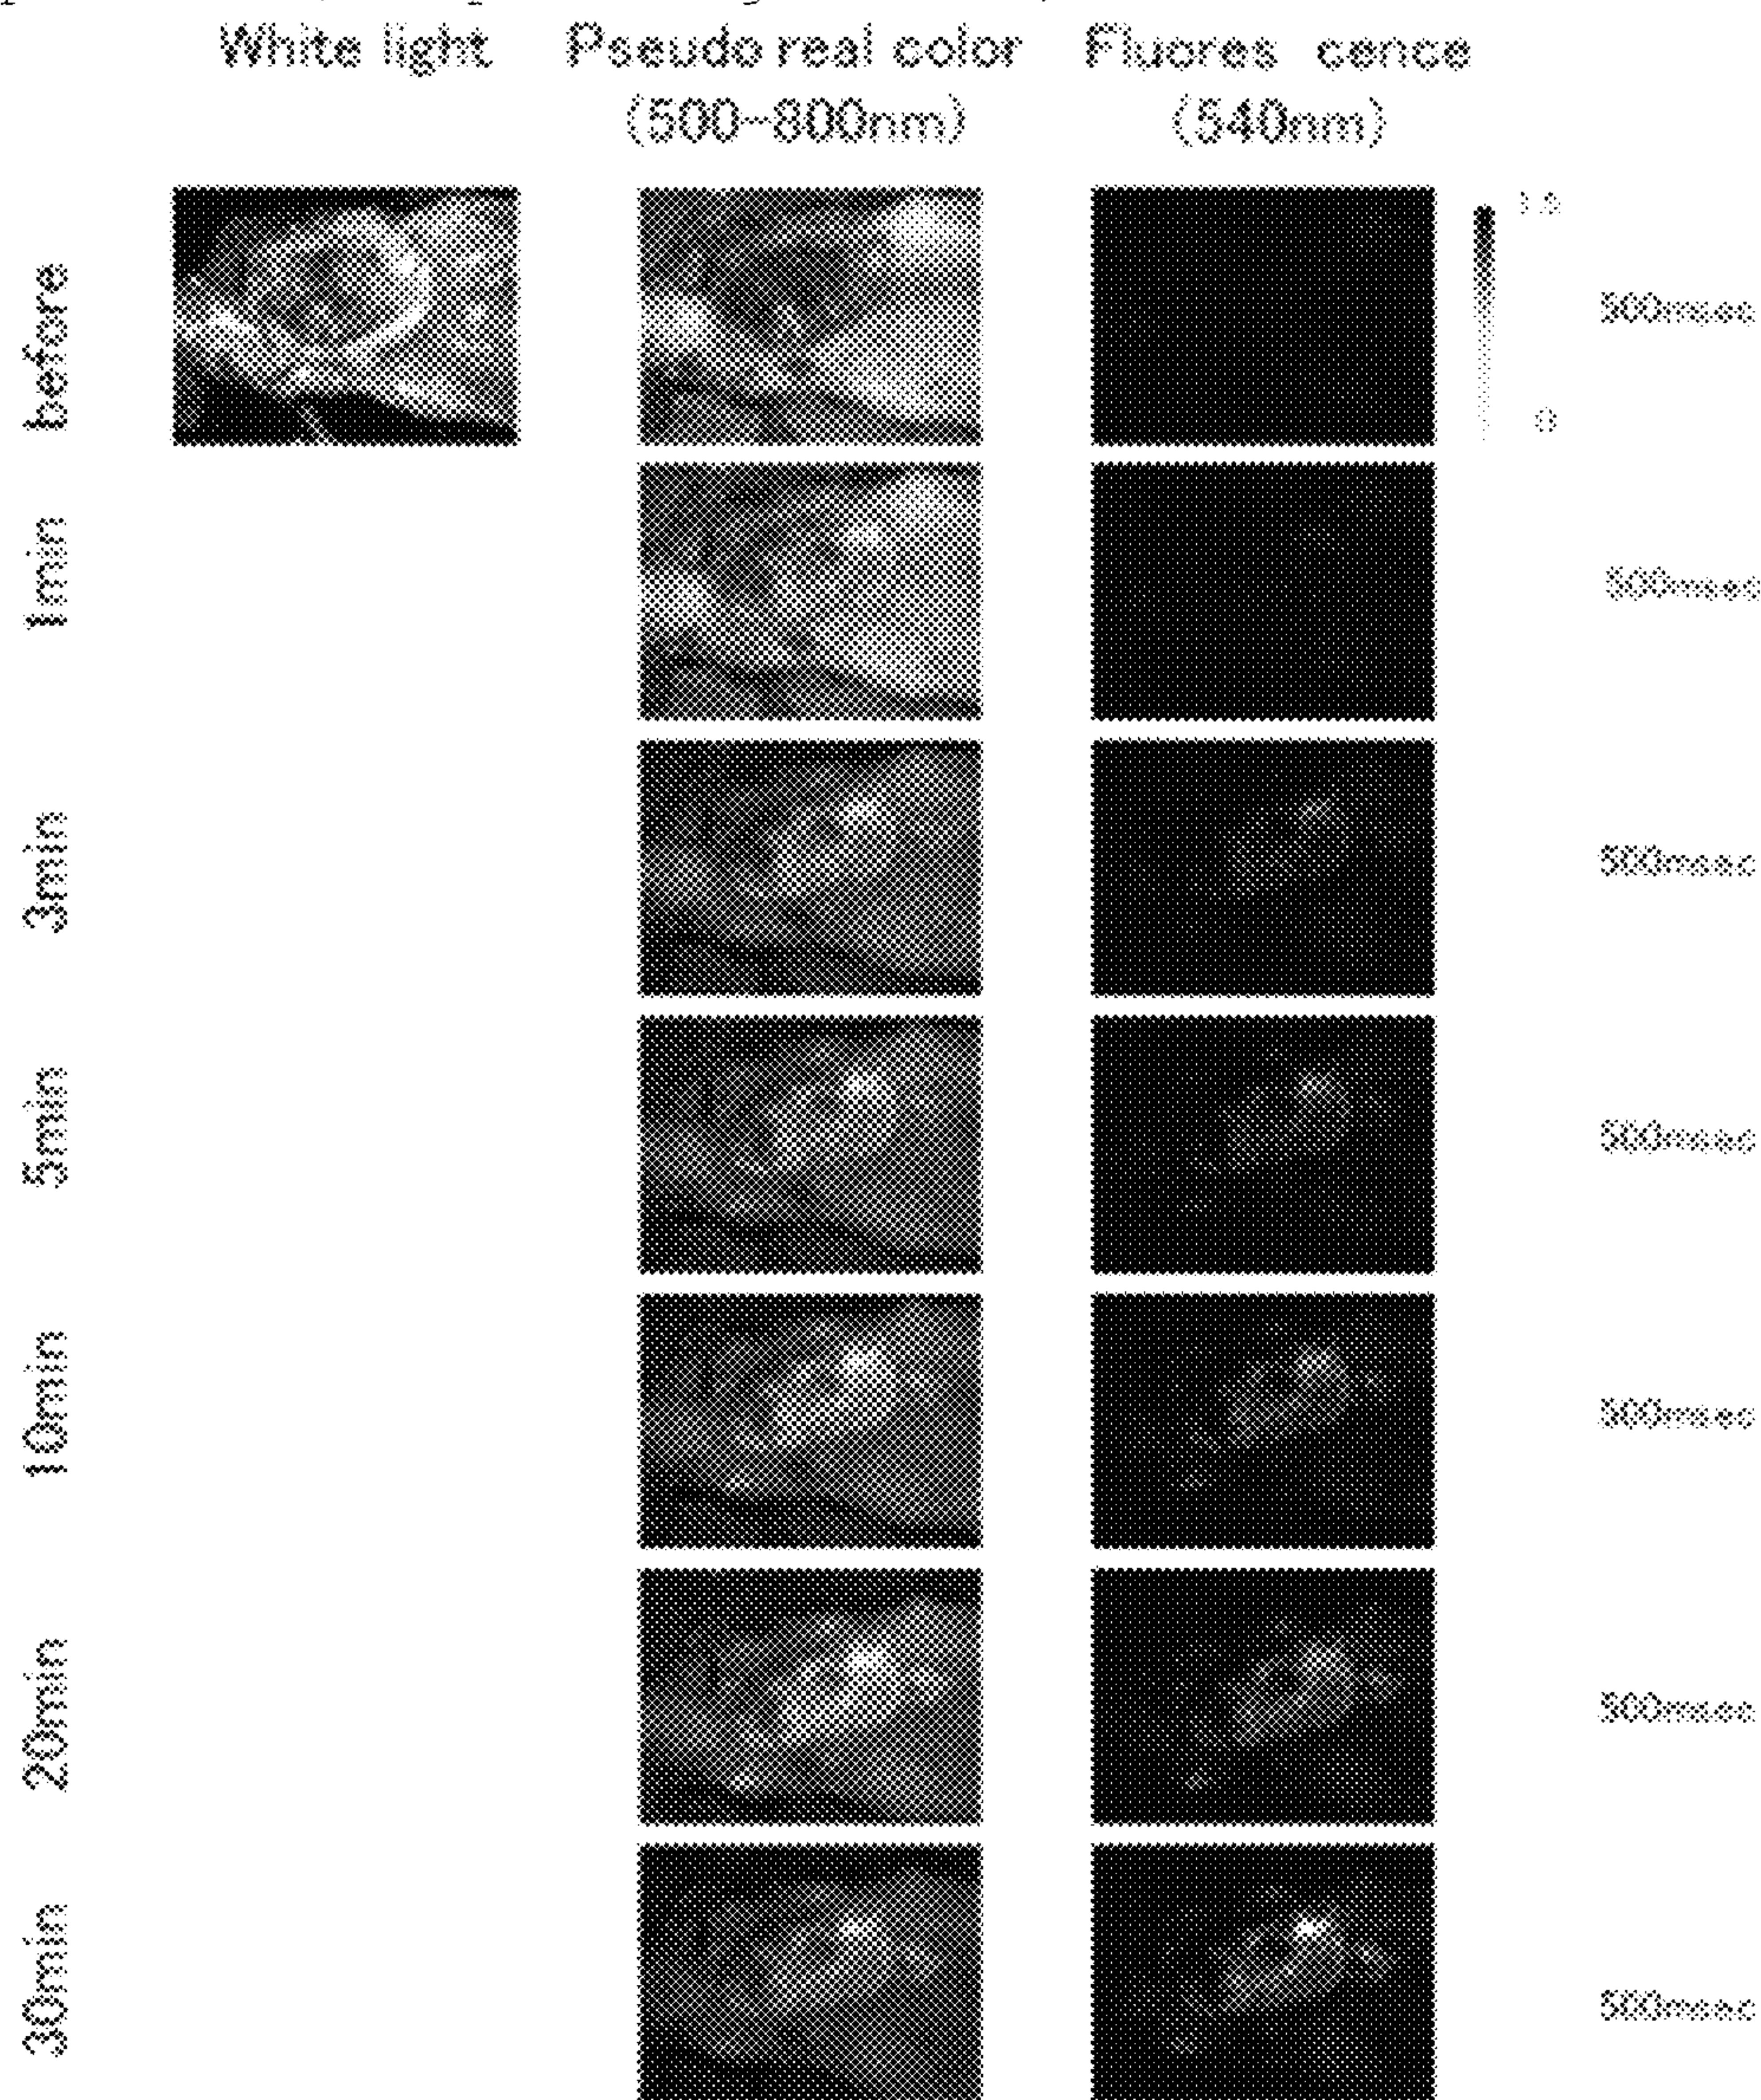 White light Pseudo real color Fluores cence
(500-800nm) (540nm)
before 500msec
0
1min 500msec
3min 500msec
5min 500msec
10min 500msec
20min 500msec
30min 500msec